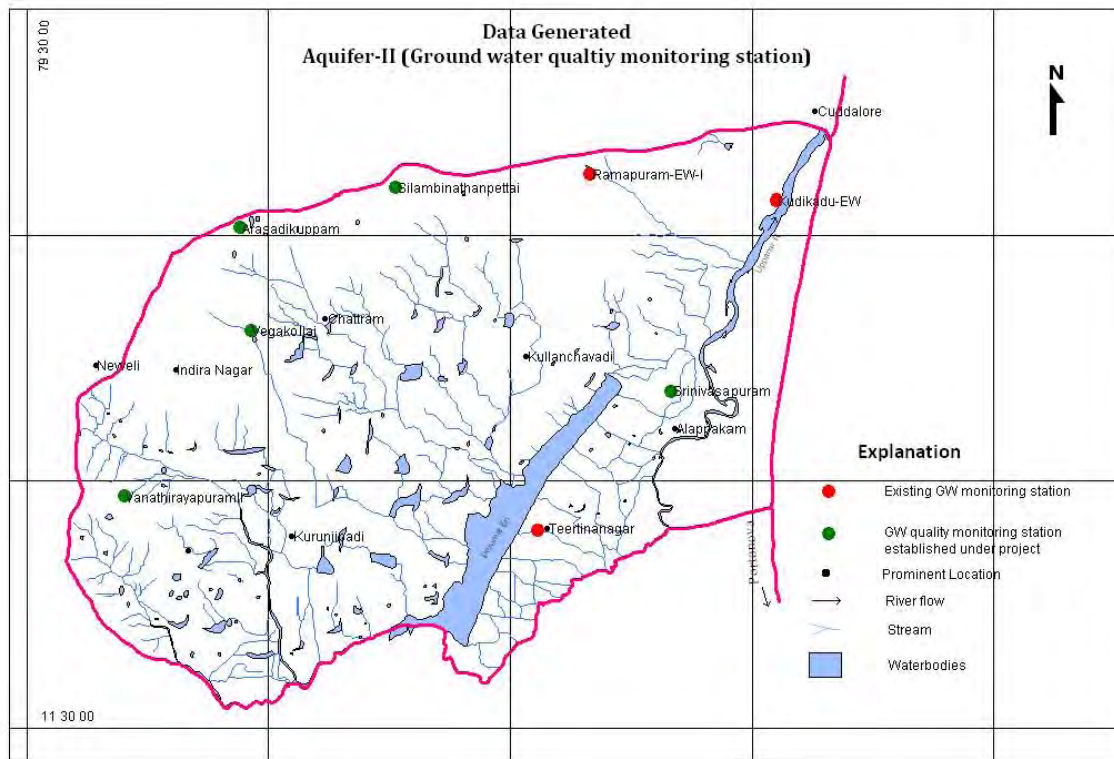 Data Generated
Aquifer-II (Ground water qualtiy monitoring station)
79 30 00
N
Cuddalore
Ramapuram-EW-I
Silambinathanpettai
Kudikadu-EW
Arasadikuppam
Uppanar
Chattram
Vegakollai
Kullanchavadi
Neyveli
Indira Nagar
Srinivasapuram
Alappakam
Explanation
Vanathirayapuram
Existing GW monitoring station
Teertinanagar
Kurunjipadi
GW quality monitoring station
established under project
Prominent Location
River flow
Stream
Waterbodies
11 30 00